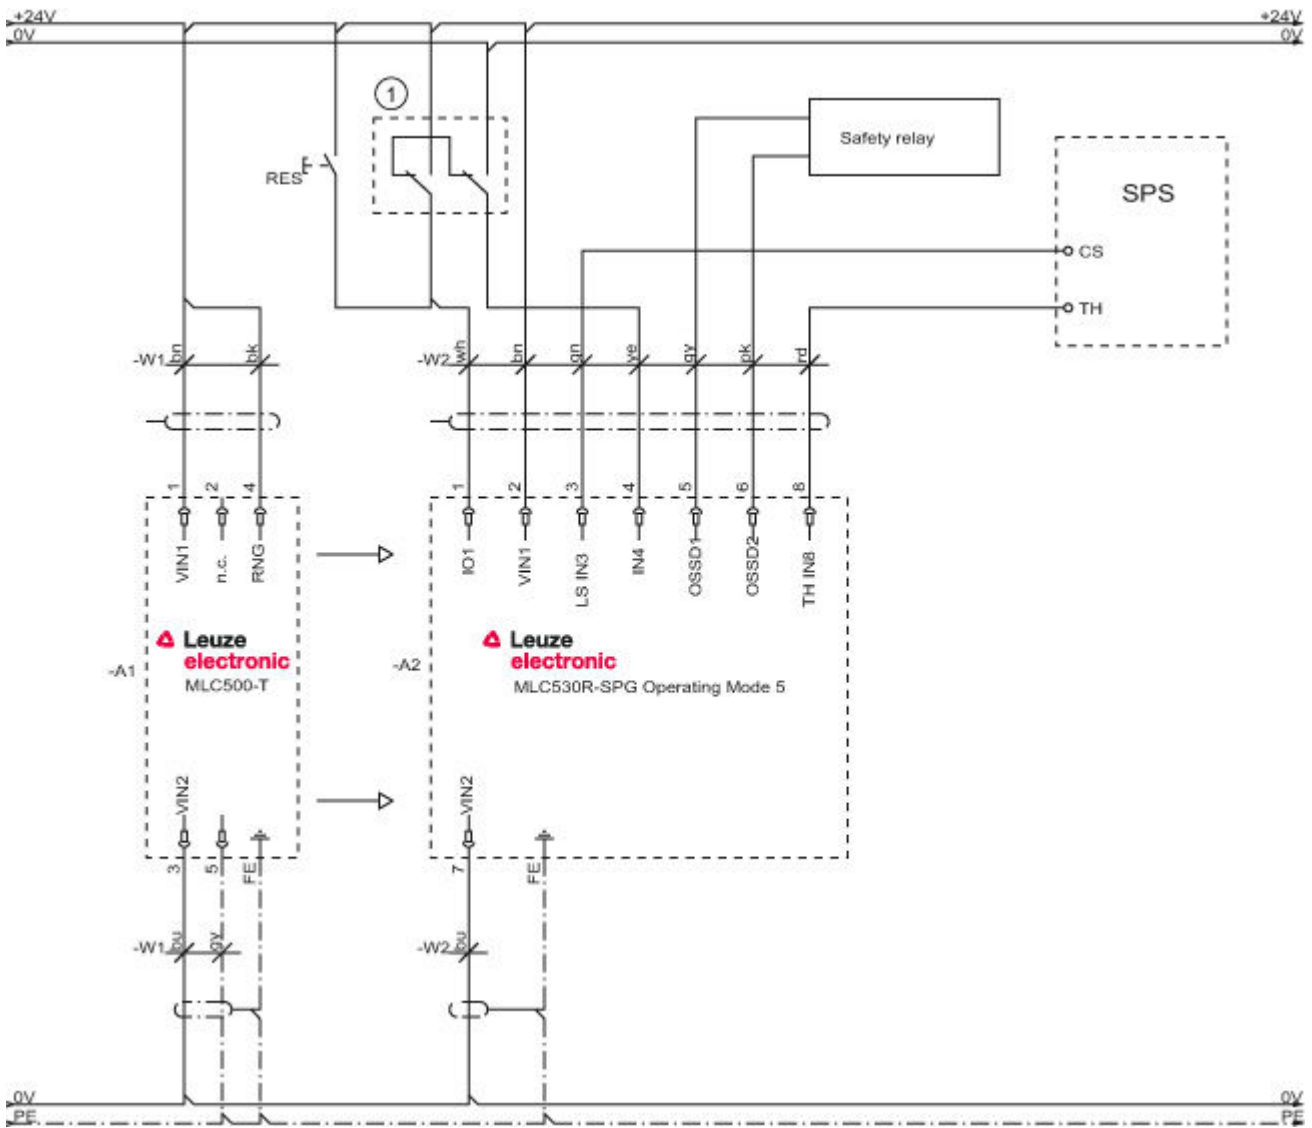 +24V
+24V
0V
0V
1
Safety relay
RES
SPS
CS
TH
-W1
bn
bk
-W2
wh
bn
gn
ye
gy
pk
rd
1
2
4
1
2
3
4
5
6
8
VIN1
n.c.
RNG
IO1
VIN1
LS IN3
IN4
OSSD1
OSSD2
TH IN8
Leuze
electronic
MLC500-T
-A1
Leuze
electronic
MLC530R-SPG Operating Mode 5
-A2
VIN2
VIN2
3
5
FE
7
FE
-W1
bu
gy
-W2
bu
0V
0V
PE
PE